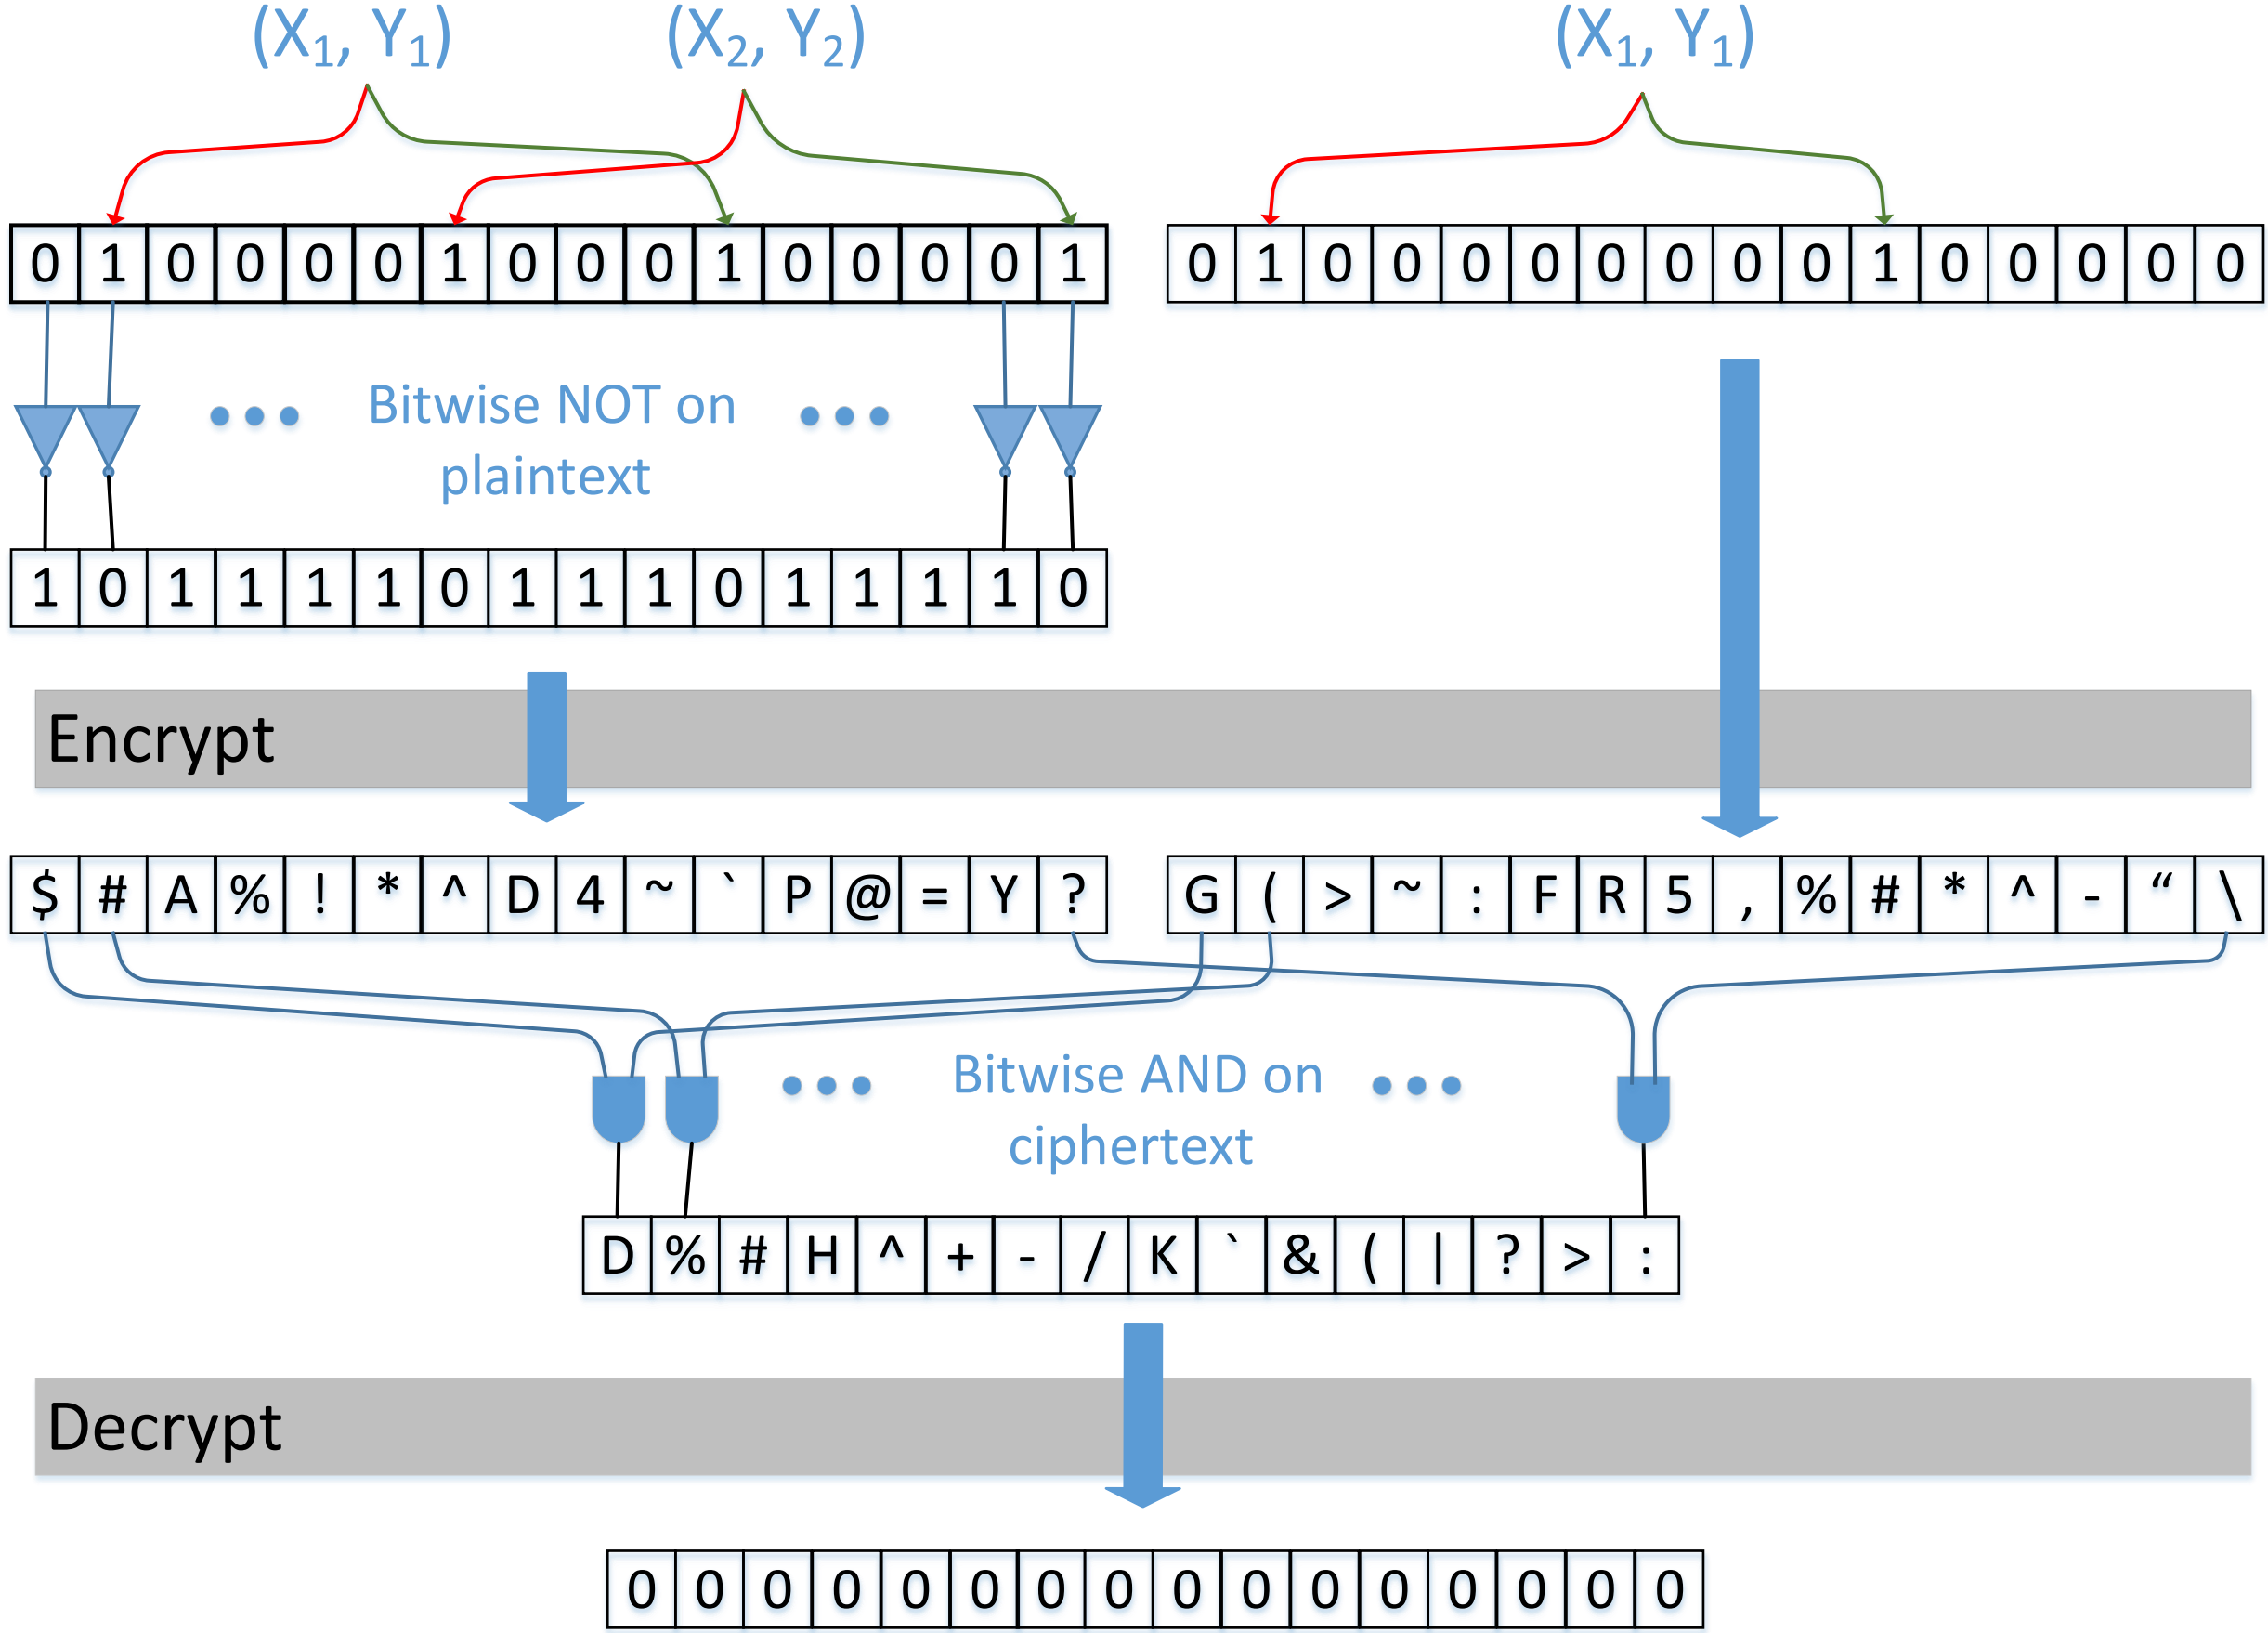 (X₁, Y₁) (X₂, Y₂) (X₁, Y₁)
0 1 0 0 0 0 1 0 0 0 1 0 0 0 0 1 0 1 0 0 0 0 0 0 0 0 1 0 0 0 0 0
Bitwise NOT on
plaintext
1 0 1 1 1 1 0 1 1 1 0 1 1 1 1 0
Encrypt
$ # A % ! * ^ D 4 ~ ` P @ = Y ? G ( > ~ : F R 5 , % # * ^ - “ \
Bitwise AND on
ciphertext
D % # H ^ + - / K ` & ( | ? > :
Decrypt
0 0 0 0 0 0 0 0 0 0 0 0 0 0 0 0